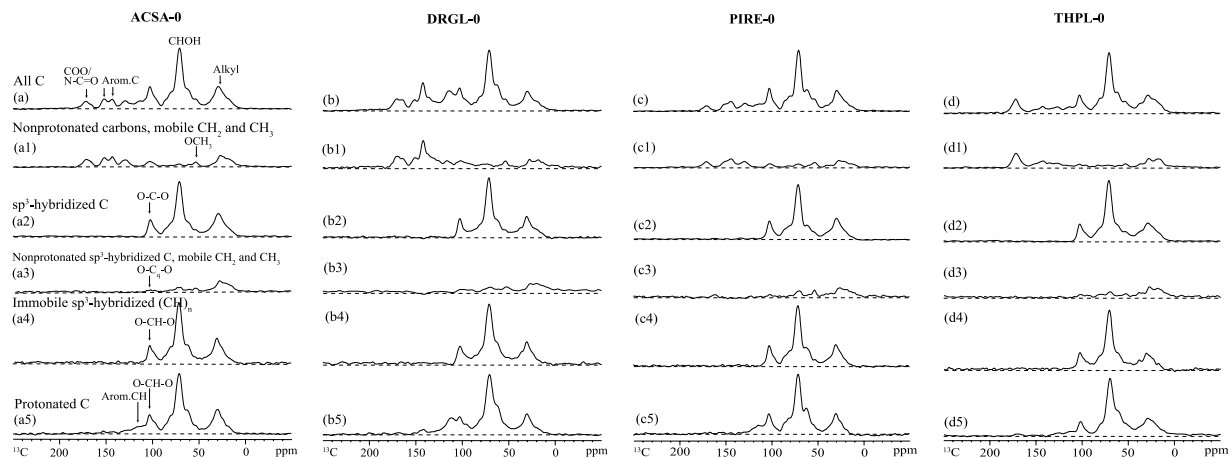 ACSA-0 DRGL-0 PIRE-0 THPL-0
CHOH
COO/
N-C=O Arom.C Alkyl
All C
(a) (b) (c) (d)
Nonprotonated carbons, mobile CH₂ and CH₃
(a1) OCH₃ (b1) (c1) (d1)
O-C-O
sp³-hybridized C
(a2) (b2) (c2) (d2)
Nonprotonated sp³-hybridized C, mobile CH₂ and CH₃
(a3) O-C_q-O (b3) (c3) (d3)
Immobile sp³-hybridized (CH)ₙ
(a4) O-CH-O (b4) (c4) (d4)
O-CH-O
Protonated C Arom.CH
(a5) (b5) (c5) (d5)
¹³C 200 150 100 50 0 ppm 200 150 100 50 0 ppm 200 150 100 50 0 ppm 200 150 100 50 0 ppm